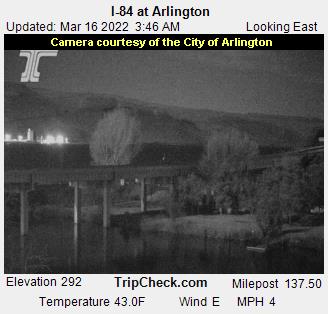 I-84 at Arlington
Updated: Mar 16 2022 3:46 AM Looking East
Camera courtesy of the City of Arlington
Elevation 292 TripCheck.com Milepost 137.50
Temperature 43.0F Wind E MPH 4